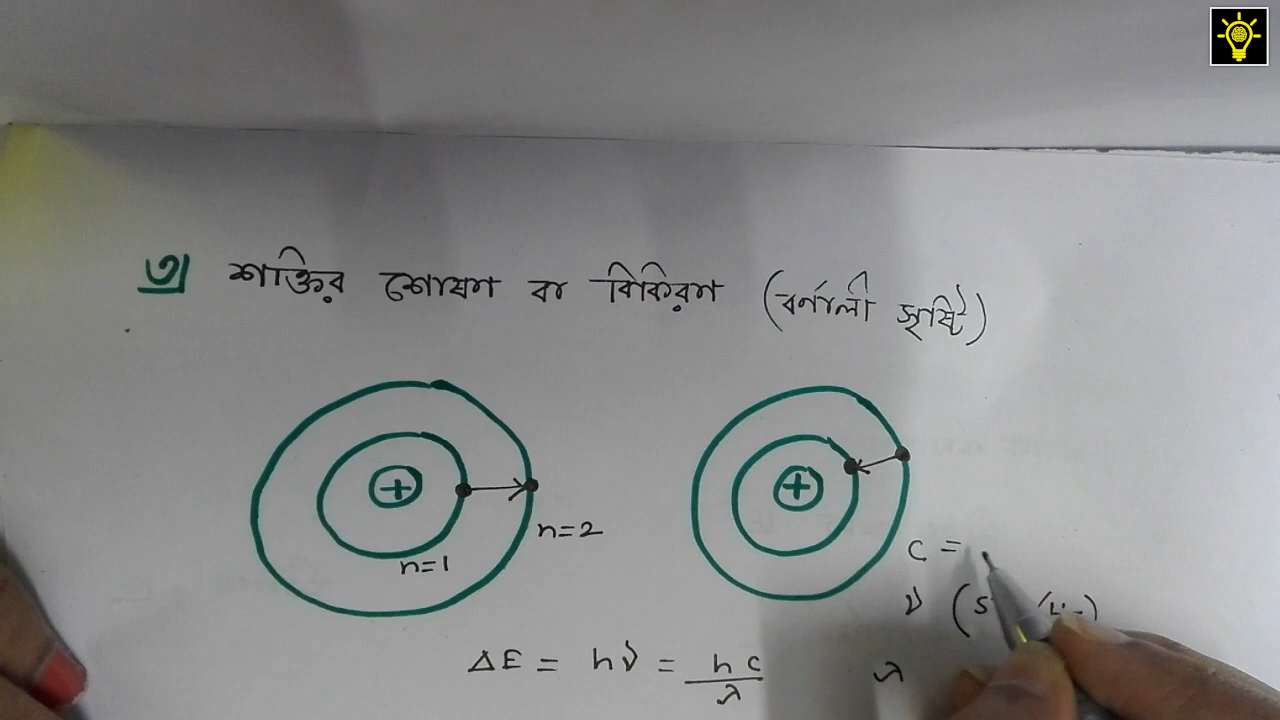 ৩| শক্তির শোষণ বা বিকিরণ (বর্ণালী সৃষ্টি)
n=2
n=1
C =
ν (
ΔE = hν = hc/λ
λ